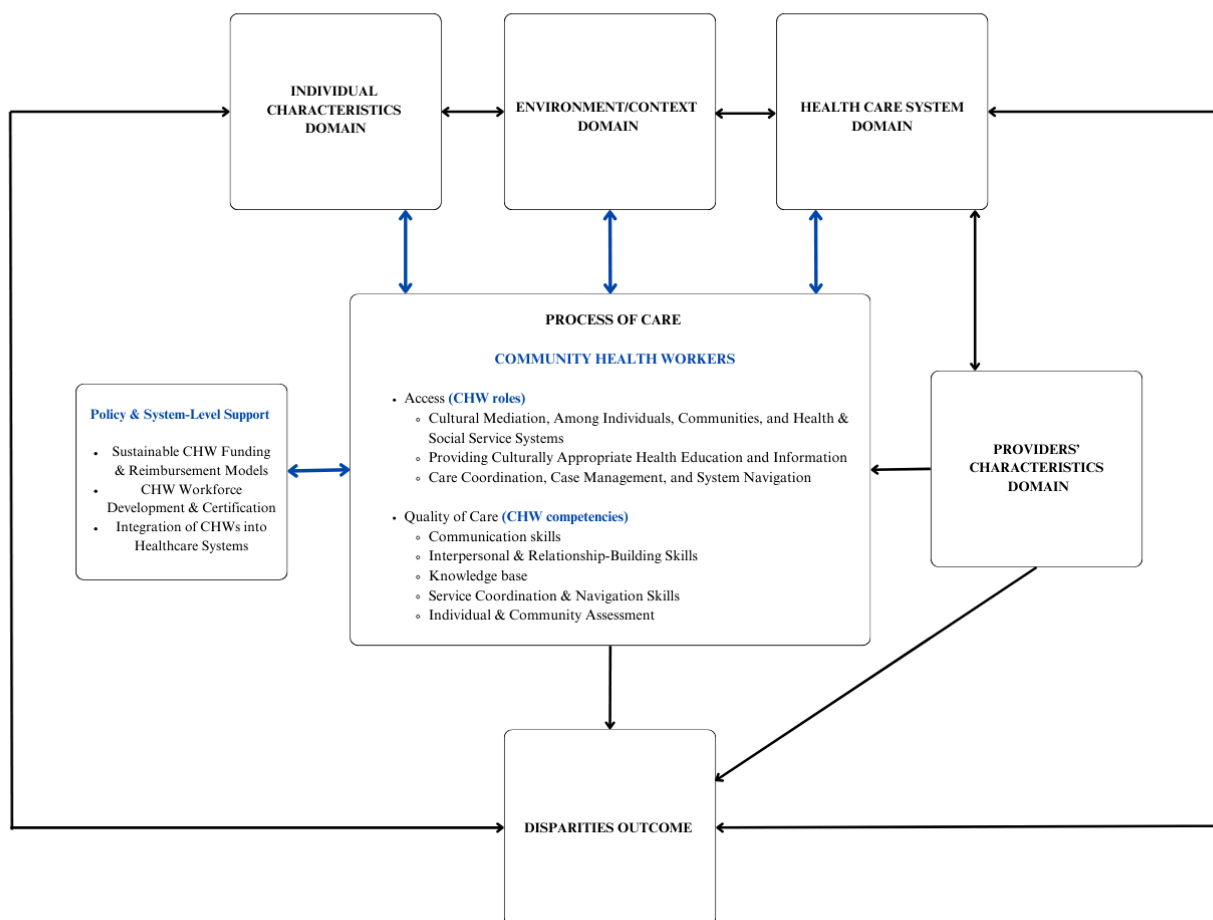 INDIVIDUAL
CHARACTERISTICS
DOMAIN
ENVIRONMENT/CONTEXT
DOMAIN
HEALTH CARE SYSTEM
DOMAIN
PROCESS OF CARE
COMMUNITY HEALTH WORKERS
• Access (CHW roles)
◦ Cultural Mediation, Among Individuals, Communities, and Health &
Social Service Systems
◦ Providing Culturally Appropriate Health Education and Information
◦ Care Coordination, Case Management, and System Navigation
• Quality of Care (CHW competencies)
◦ Communication skills
◦ Interpersonal & Relationship-Building Skills
◦ Knowledge base
◦ Service Coordination & Navigation Skills
◦ Individual & Community Assessment
Policy & System-Level Support
• Sustainable CHW Funding
& Reimbursement Models
• CHW Workforce
Development & Certification
• Integration of CHWs into
Healthcare Systems
PROVIDERS'
CHARACTERISTICS
DOMAIN
DISPARITIES OUTCOME